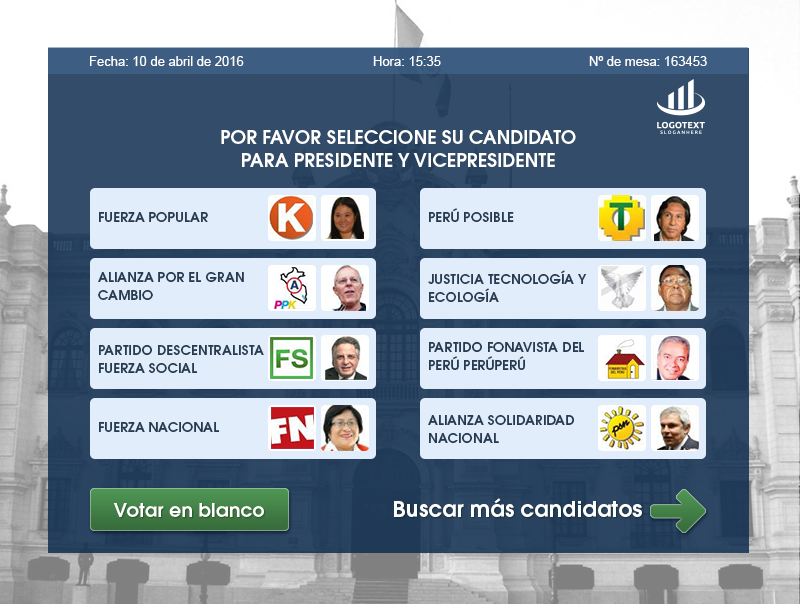 Fecha: 10 de abril de 2016
Hora: 15:35
Nº de mesa: 163453
LOGOTEXT
SLOGANHERE
POR FAVOR SELECCIONE SU CANDIDATO
PARA PRESIDENTE Y VICEPRESIDENTE
FUERZA POPULAR
K
PERÚ POSIBLE
T
ALIANZA POR EL GRAN
CAMBIO
A
PPK
JUSTICIA TECNOLOGÍA Y
ECOLOGÍA
PARTIDO DESCENTRALISTA
FUERZA SOCIAL
FS
PARTIDO FONAVISTA DEL
PERÚ PERÚPERÚ
FUERZA NACIONAL
FN
ALIANZA SOLIDARIDAD
NACIONAL
psn
Votar en blanco
Buscar más candidatos